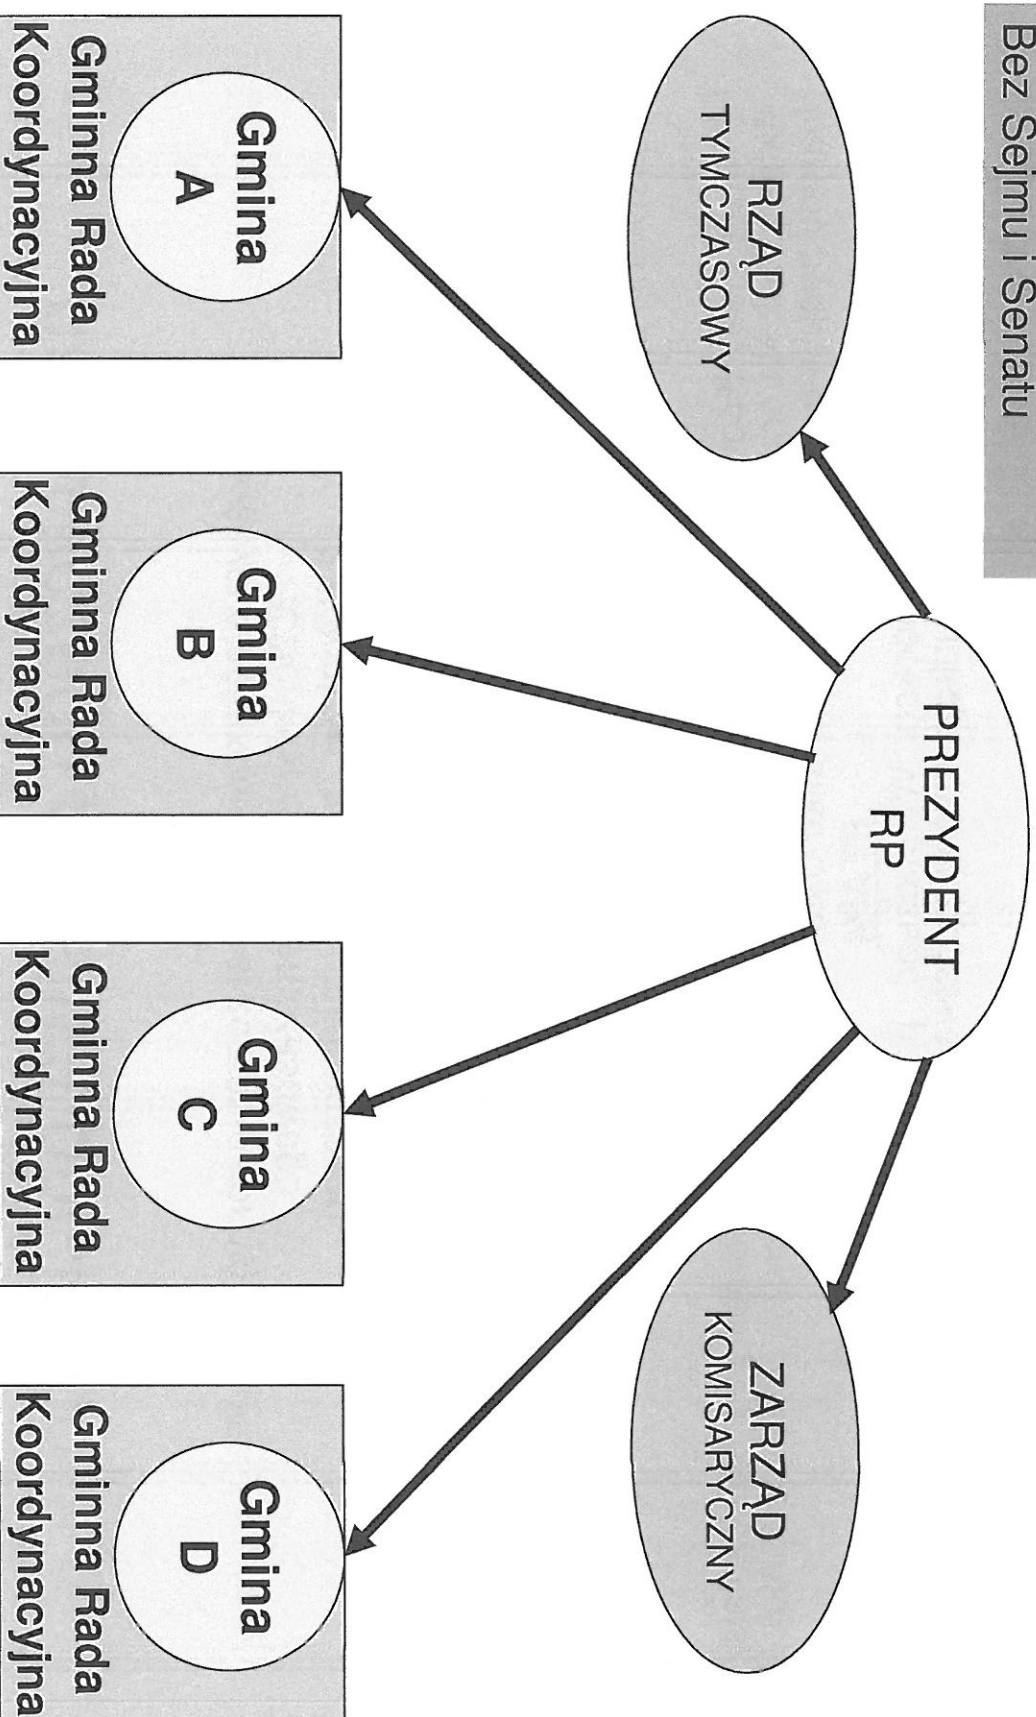 Bez Sejmu i Senatu
PREZYDENT
RP
RZĄD
TYMCZASOWY
ZARZĄD
KOMISARYCZNY
Gmina
A
Gminna Rada
Koordynacyjna
Gmina
B
Gminna Rada
Koordynacyjna
Gmina
C
Gminna Rada
Koordynacyjna
Gmina
D
Gminna Rada
Koordynacyjna